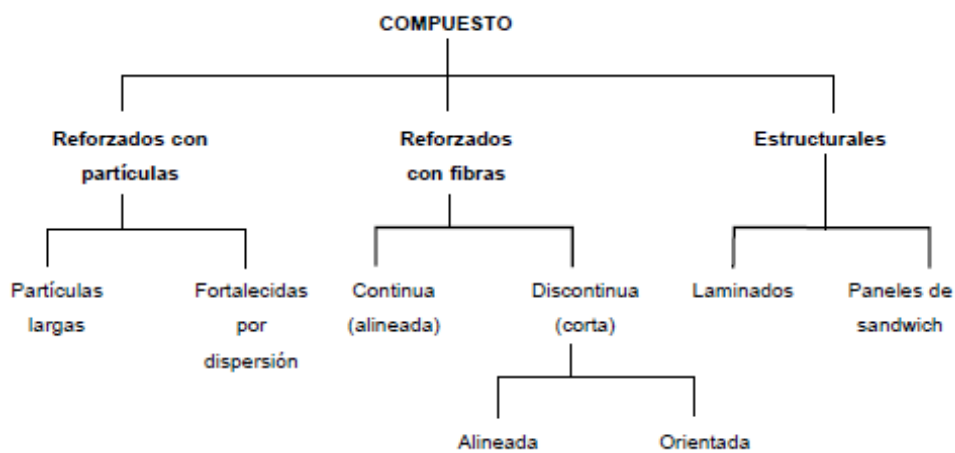 COMPUESTO
Reforzados con
partículas
Reforzados
con fibras
Estructurales
Partículas
largas
Fortalecidas
por
dispersión
Continua
(alineada)
Discontinua
(corta)
Laminados
Paneles de
sandwich
Alineada
Orientada